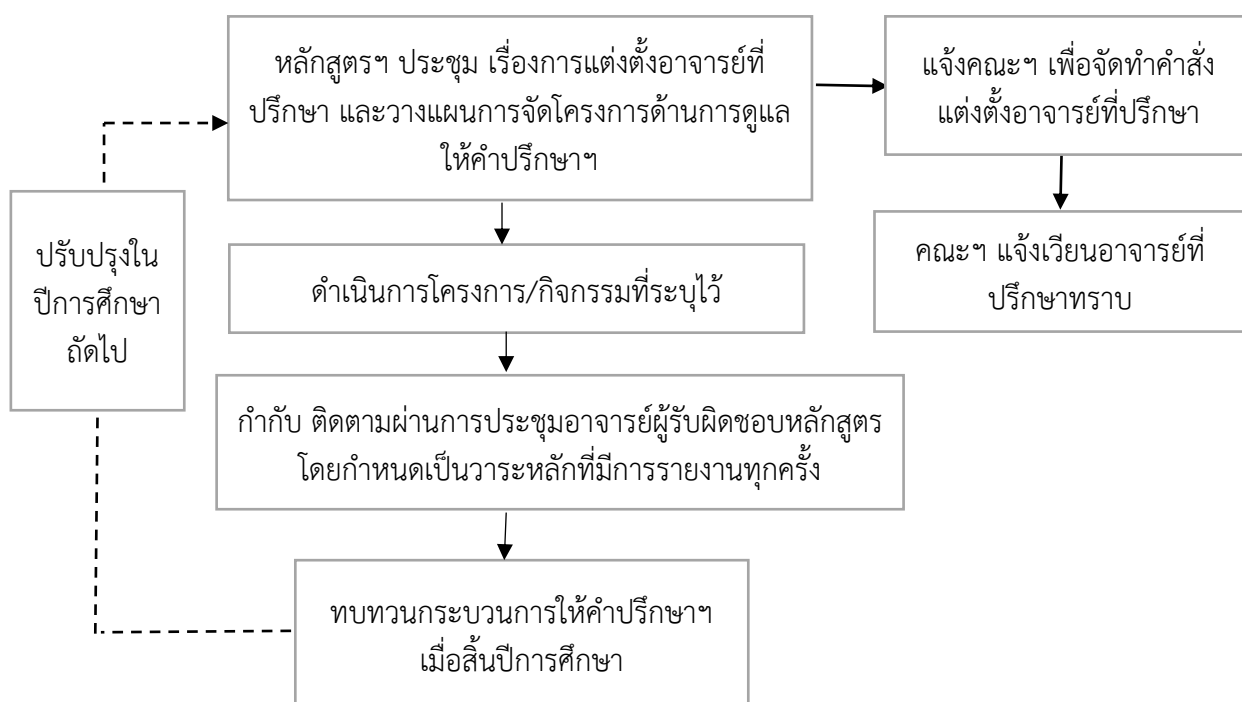 หลักสูตรฯ ประชุม เรื่องการแต่งตั้งอาจารย์ที่
ปรึกษา และวางแผนการจัดโครงการด้านการดูแล
ให้คำปรึกษาฯ
แจ้งคณะฯ เพื่อจัดทำคำสั่ง
แต่งตั้งอาจารย์ที่ปรึกษา
คณะฯ แจ้งเวียนอาจารย์ที่
ปรึกษาทราบ
ปรับปรุงใน
ปีการศึกษา
ถัดไป
ดำเนินการโครงการ/กิจกรรมที่ระบุไว้
กำกับ ติดตามผ่านการประชุมอาจารย์ผู้รับผิดชอบหลักสูตร
โดยกำหนดเป็นวาระหลักที่มีการรายงานทุกครั้ง
ทบทวนกระบวนการให้คำปรึกษาฯ
เมื่อสิ้นปีการศึกษา